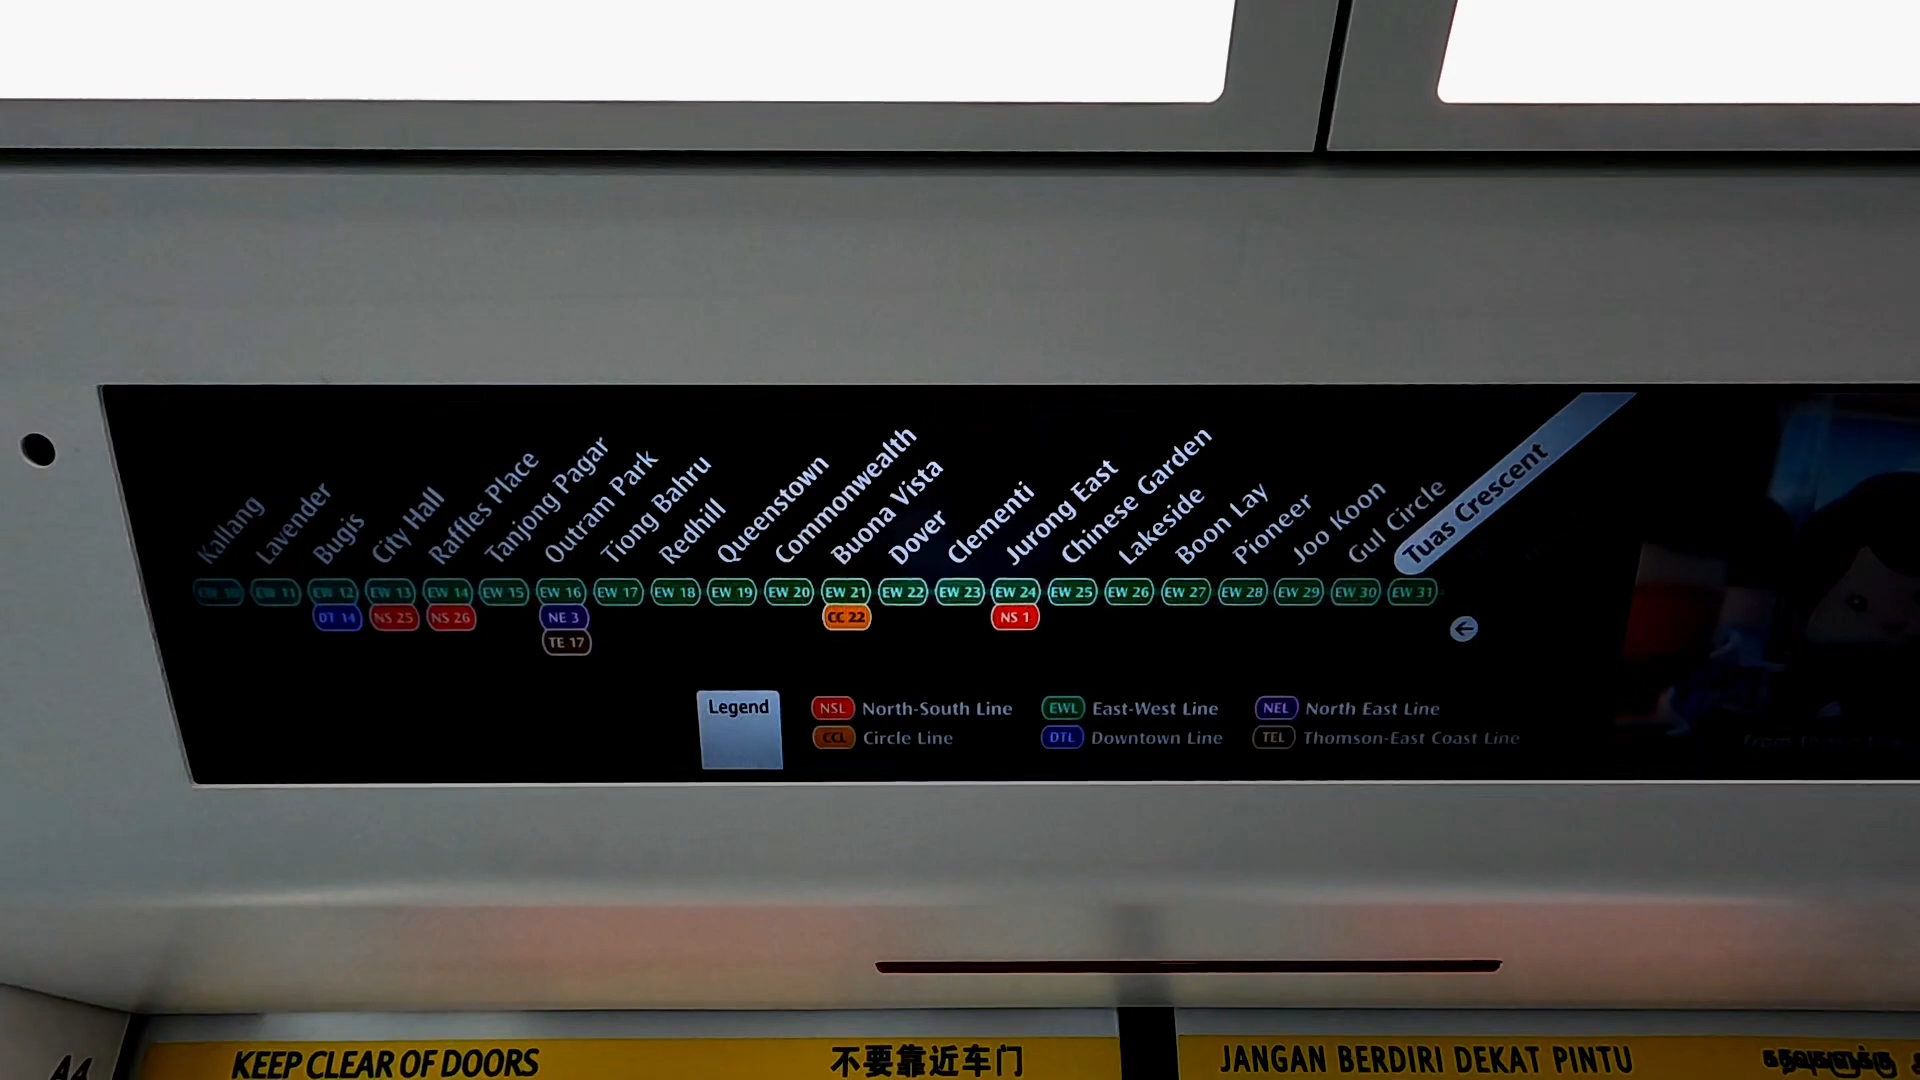 Kallang
Lavender
Bugis
City Hall
Raffles Place
Tanjong Pagar
Outram Park
Tiong Bahru
Redhill
Queenstown
Commonwealth
Buona Vista
Dover
Clementi
Jurong East
Chinese Garden
Lakeside
Boon Lay
Pioneer
Joo Koon
Gul Circle
Tuas Crescent
EW 10 EW 11 EW 12 EW 13 EW 14 EW 15 EW 16 EW 17 EW 18 EW 19 EW 20 EW 21 EW 22 EW 23 EW 24 EW 25 EW 26 EW 27 EW 28 EW 29 EW 30 EW 31
DT 14 NS 25 NS 26 NE 3 CC 22 NS 1
TE 17
Legend
NSL North-South Line EWL East-West Line NEL North East Line
CCL Circle Line DTL Downtown Line TEL Thomson-East Coast Line
A4
KEEP CLEAR OF DOORS 不要靠近车门 JANGAN BERDIRI DEKAT PINTU